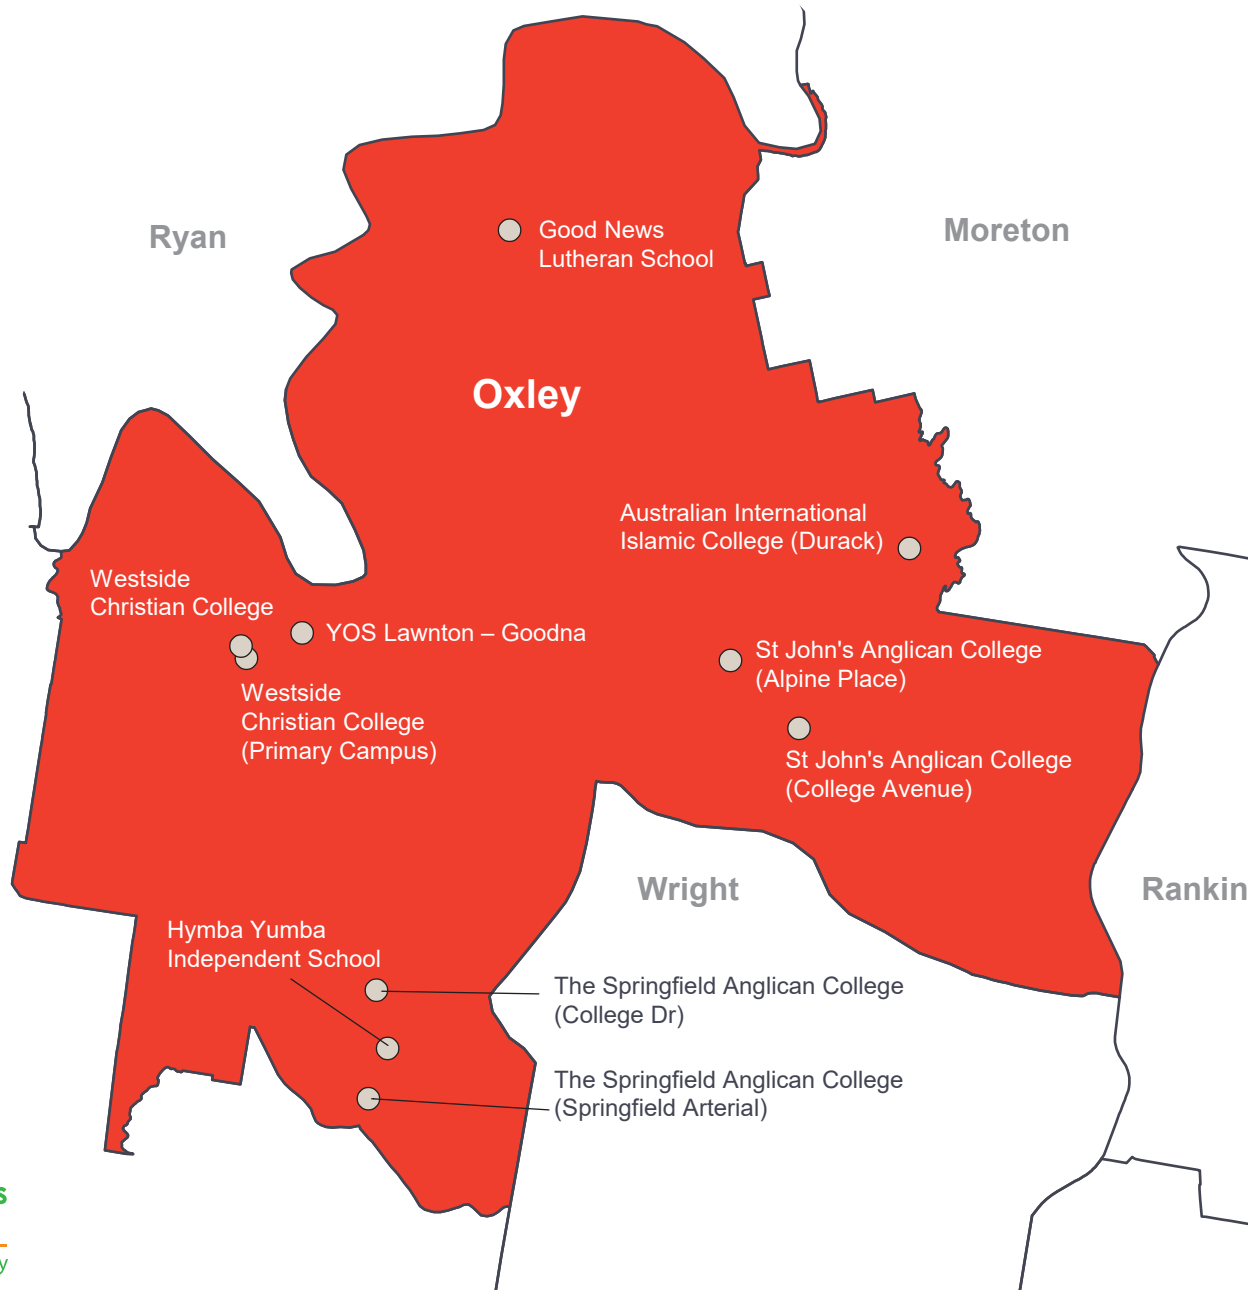 Ryan
Moreton
Good News
Lutheran School
Oxley
Australian International
Islamic College (Durack)
Westside
Christian College
YOS Lawnton – Goodna
St John's Anglican College
(Alpine Place)
Westside
Christian College
(Primary Campus)
St John's Anglican College
(College Avenue)
Wright
Rankin
Hymba Yumba
Independent School
The Springfield Anglican College
(College Dr)
The Springfield Anglican College
(Springfield Arterial)
s
y